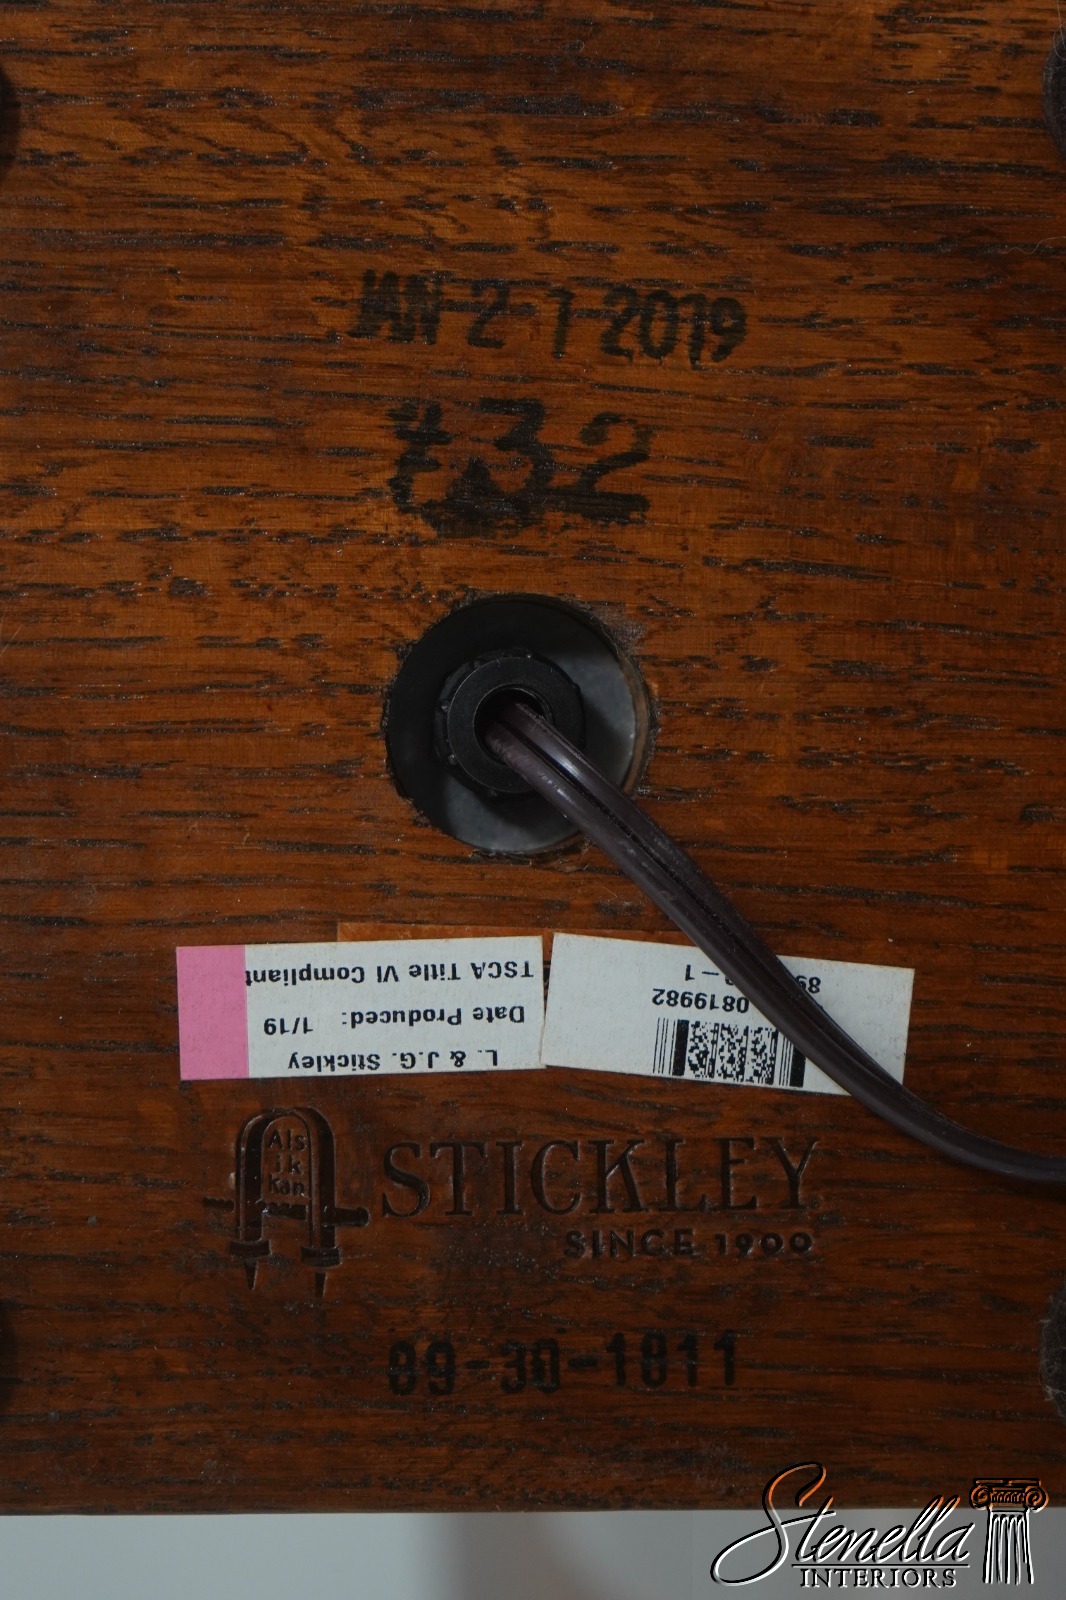 JAN 21 2019
32
TSCA Title VI Compliant
Date Produced: 1/19
L. & J.G. Stickley
1
0819982
Als
ik
Kan
STICKLEY
SINCE 1900
89-30-1811
Stenella
INTERIORS